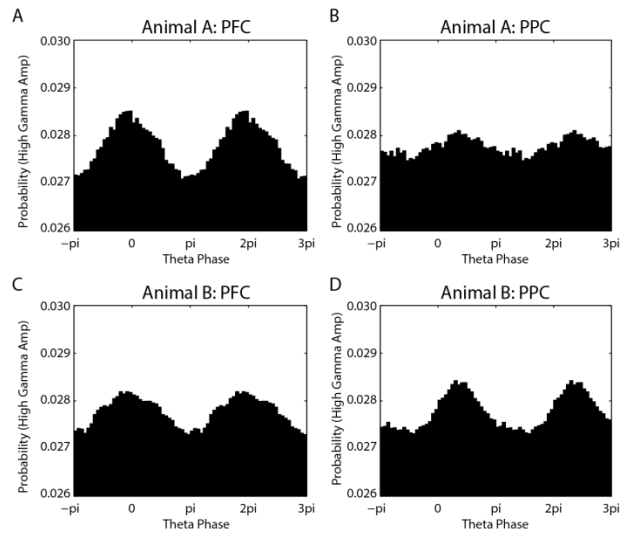 A
Animal A: PFC
Probability (High Gamma Amp)
0.030
0.029
0.028
0.027
0.026
−pi 0 pi 2pi 3pi
Theta Phase
B
Animal A: PPC
Probability (High Gamma Amp)
0.030
0.029
0.028
0.027
0.026
−pi 0 pi 2pi 3pi
Theta Phase
C
Animal B: PFC
Probability (High Gamma Amp)
0.030
0.029
0.028
0.027
0.026
−pi 0 pi 2pi 3pi
Theta Phase
D
Animal B: PPC
Probability (High Gamma Amp)
0.030
0.029
0.028
0.027
0.026
−pi 0 pi 2pi 3pi
Theta Phase